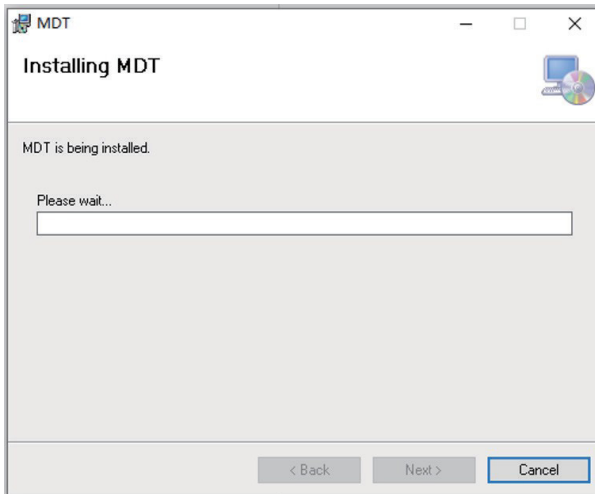 MDT
Installing MDT
MDT is being installed.
Please wait...
< Back
Next >
Cancel